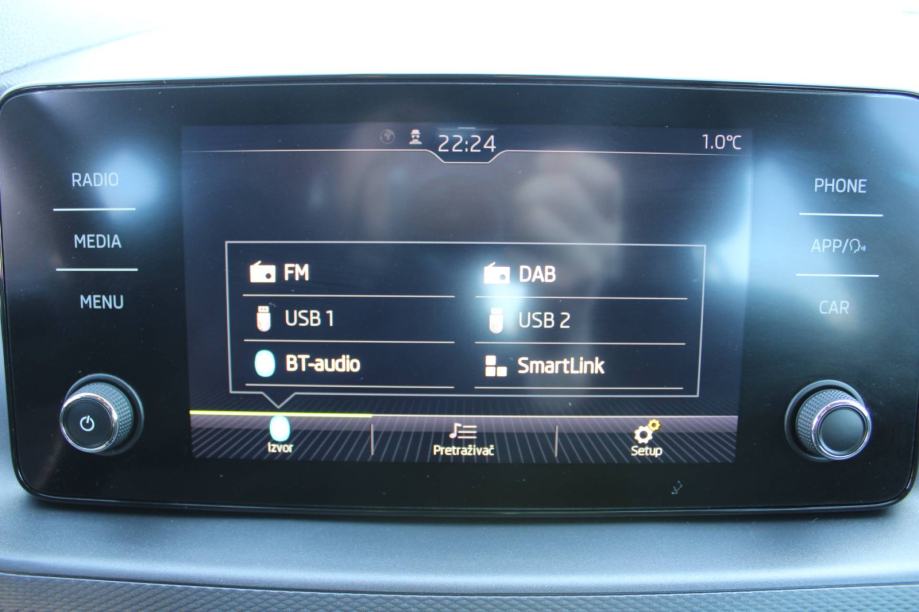 22:24
1.0°C
RADIO
MEDIA
MENU
PHONE
APP/
CAR
FM
DAB
USB 1
USB 2
BT-audio
SmartLink
Izvor
Pretraživač
Setup